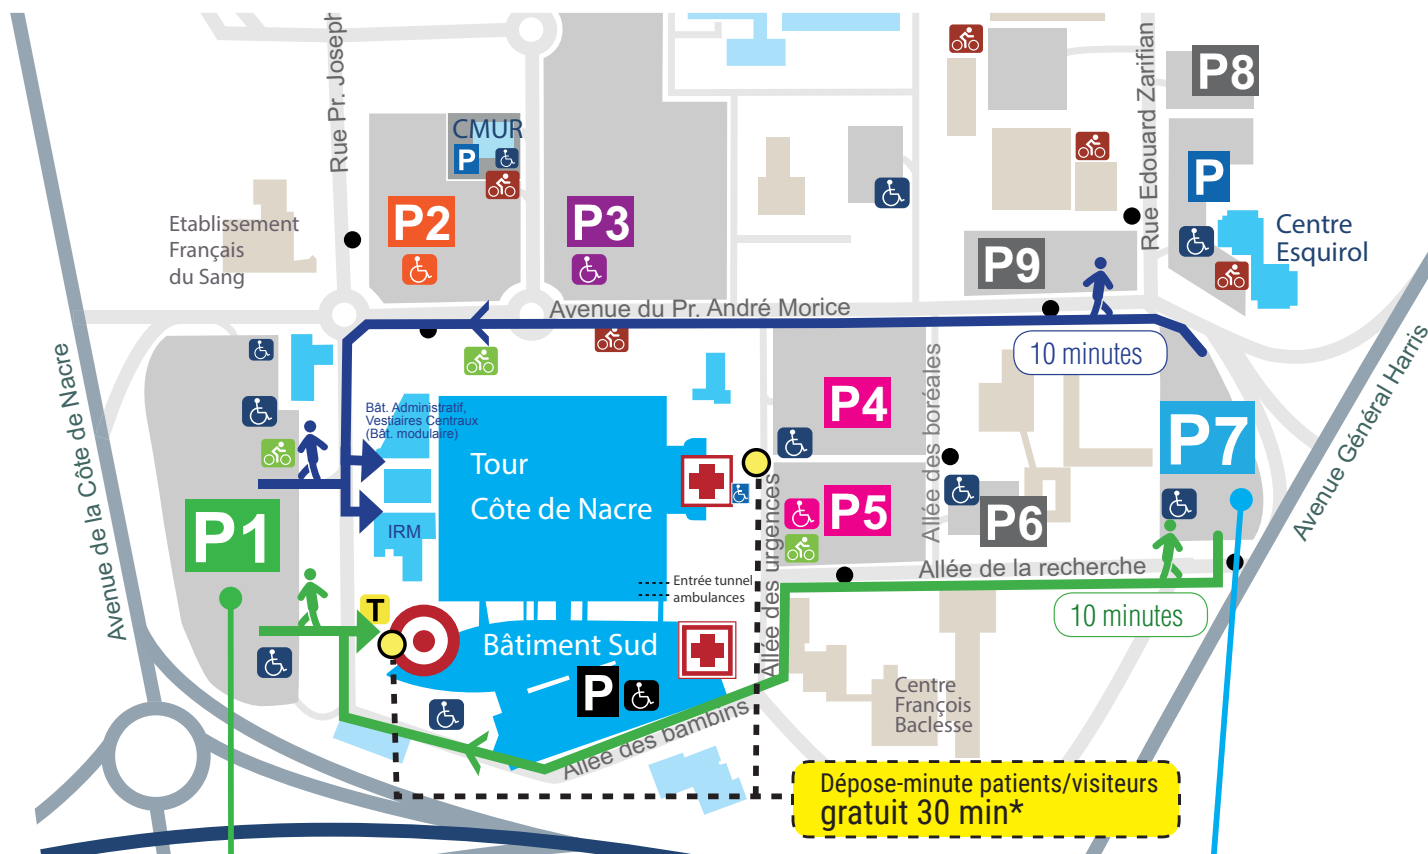 Rue Pr. Joseph
CMUR
P
P2
P3
Etablissement
Français
du Sang
Rue Edouard Zarifian
P8
P
Centre
Esquirol
P9
Avenue du Pr. André Morice
10 minutes
Avenue de la Côte de Nacre
Avenue Général Harris
Bât. Administratif,
Vestiaires Centraux
(Bât. modulaire)
Tour
Côte de Nacre
IRM
P1
P4
P5
Allée des boréales
Allée des urgences
P6
P7
Entrée tunnel
ambulances
Allée de la recherche
10 minutes
T
Bâtiment Sud
P
Allée des bambins
Centre
François
Baclesse
Dépose-minute patients/visiteurs
gratuit 30 min*